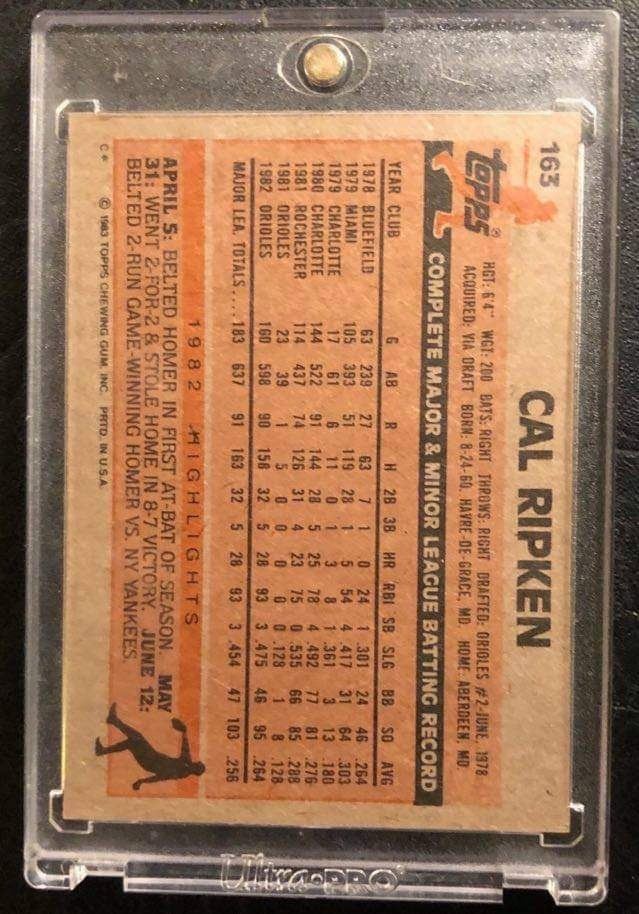 163
CAL RIPKEN
TOPPS®
HGT: 6'4" WGT: 200 BATS: RIGHT THROWS: RIGHT DRAFTED: ORIOLES #2-JUNE, 1978
ACQUIRED: VIA DRAFT BORN: 8-24-60, HAVRE-DE-GRACE, MD. HOME: ABERDEEN, MD.
COMPLETE MAJOR & MINOR LEAGUE BATTING RECORD
YEAR CLUB G AB R H 2B 3B HR RBI SB SLG BB SO AVG
1978 BLUEFIELD 63 239 27 63 7 1 0 24 1 .301 24 46 .264
1979 MIAMI 105 393 51 119 28 1 5 54 4 .417 31 64 .303
1979 CHARLOTTE 17 61 6 11 0 1 3 8 1 .361 3 13 .180
1980 CHARLOTTE 144 522 91 144 28 5 25 78 4 .492 77 81 .276
1981 ROCHESTER 114 437 74 126 31 4 23 75 0 .535 66 85 .288
1981 ORIOLES 23 39 1 5 0 0 0 0 0 .128 1 8 .128
1982 ORIOLES 160 598 90 158 32 5 28 93 3 .475 46 95 .264
MAJOR LEA. TOTALS.... 183 637 91 163 32 5 28 93 3 .454 47 103 .256
1982 HIGHLIGHTS
APRIL 5: BELTED HOMER IN FIRST AT-BAT OF SEASON. MAY
31: WENT 2-FOR-2 & STOLE HOME IN 8-7 VICTORY. JUNE 12:
BELTED 2-RUN GAME-WINNING HOMER VS. NY YANKEES.
C* © 1983 TOPPS CHEWING GUM, INC. PRTD. IN U.S.A.
Ultra•PRO®